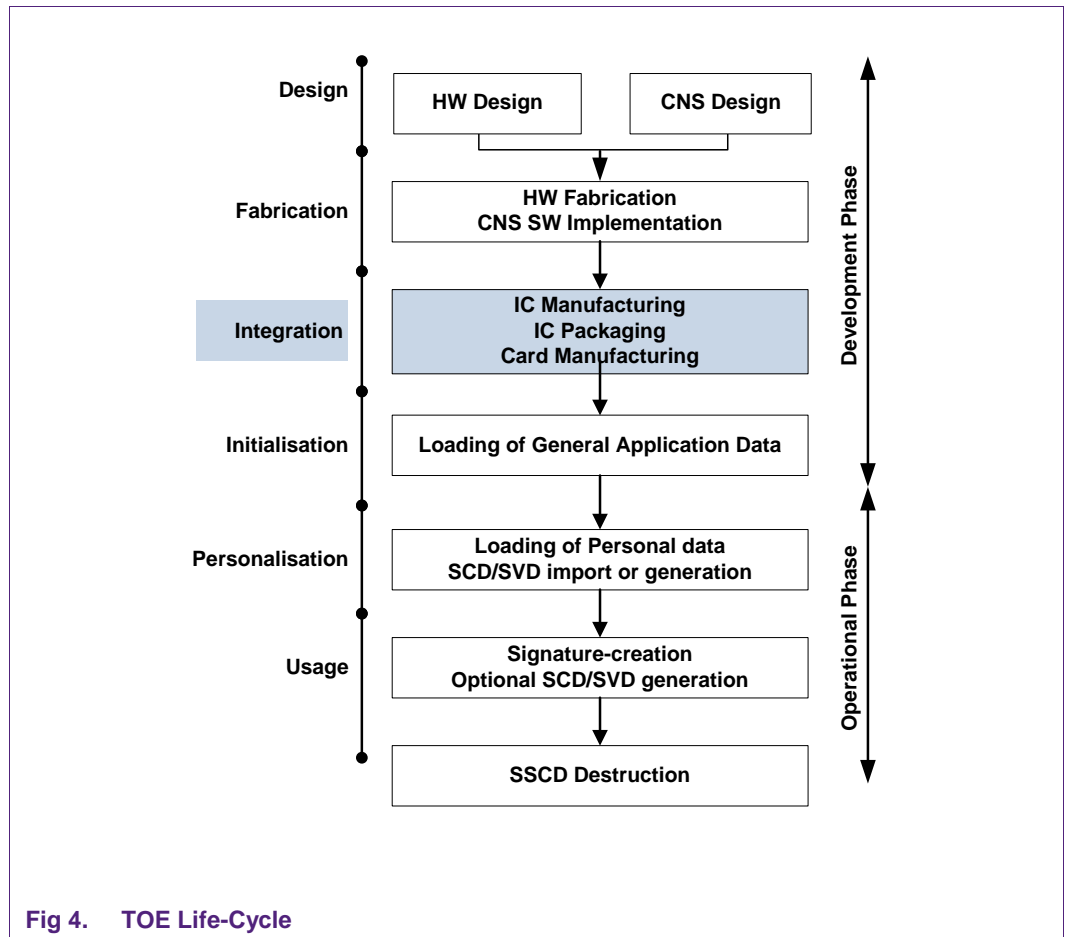 Design
HW Design
CNS Design
Fabrication
HW Fabrication
CNS SW Implementation
Integration
IC Manufacturing
IC Packaging
Card Manufacturing
Initialisation
Loading of General Application Data
Development Phase
Personalisation
Loading of Personal data
SCD/SVD import or generation
Usage
Signature-creation
Optional SCD/SVD generation
SSCD Destruction
Operational Phase
Fig 4. TOE Life-Cycle